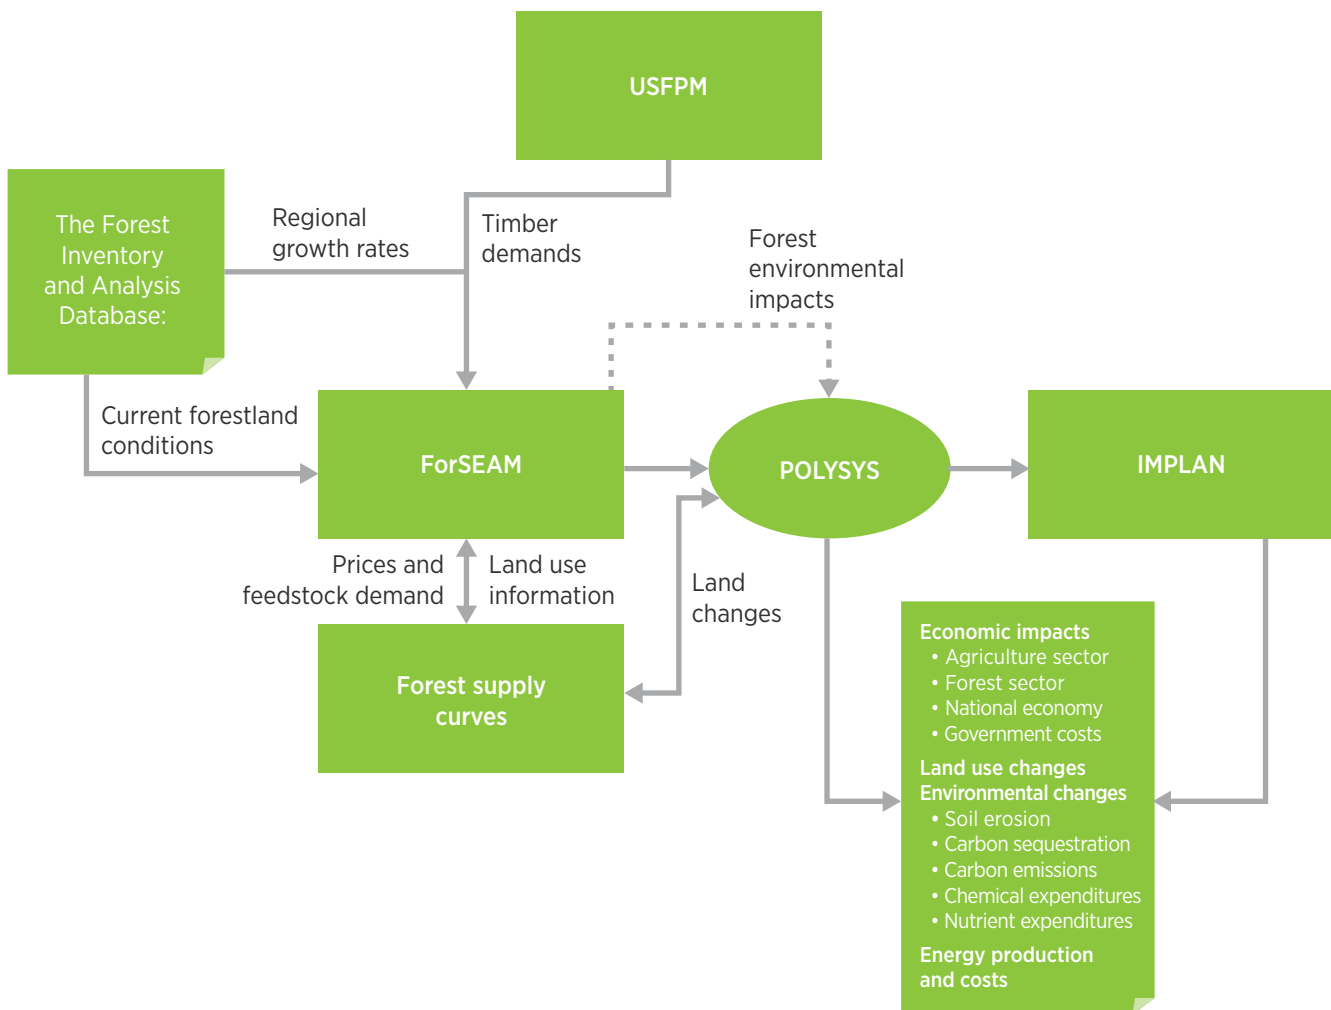 USFPM
The Forest
Inventory
and Analysis
Database:
Regional
growth rates
Timber
demands
Forest
environmental
impacts
Current forestland
conditions
ForSEAM
POLYSYS
IMPLAN
Prices and
feedstock demand
Land use
information
Land
changes
Forest supply
curves
Economic impacts
• Agriculture sector
• Forest sector
• National economy
• Government costs
Land use changes
Environmental changes
• Soil erosion
• Carbon sequestration
• Carbon emissions
• Chemical expenditures
• Nutrient expenditures
Energy production
and costs